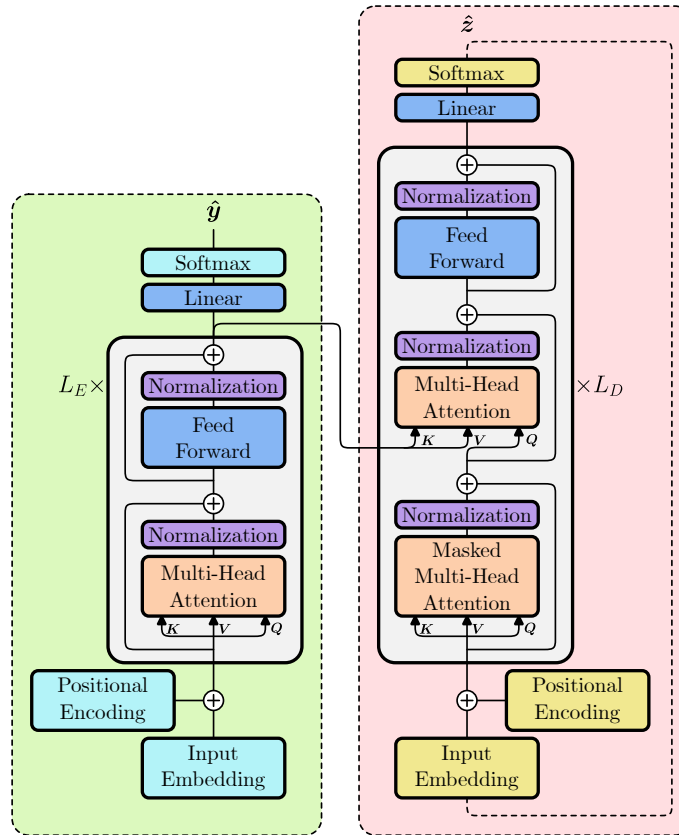 ŷ
Softmax
Linear
L_E×
Normalization
Feed
Forward
Normalization
Multi-Head
Attention
K V Q
Positional
Encoding
Input
Embedding
ẑ
Softmax
Linear
Normalization
Feed
Forward
Normalization
Multi-Head
Attention
×L_D
K V Q
Normalization
Masked
Multi-Head
Attention
K V Q
Positional
Encoding
Input
Embedding